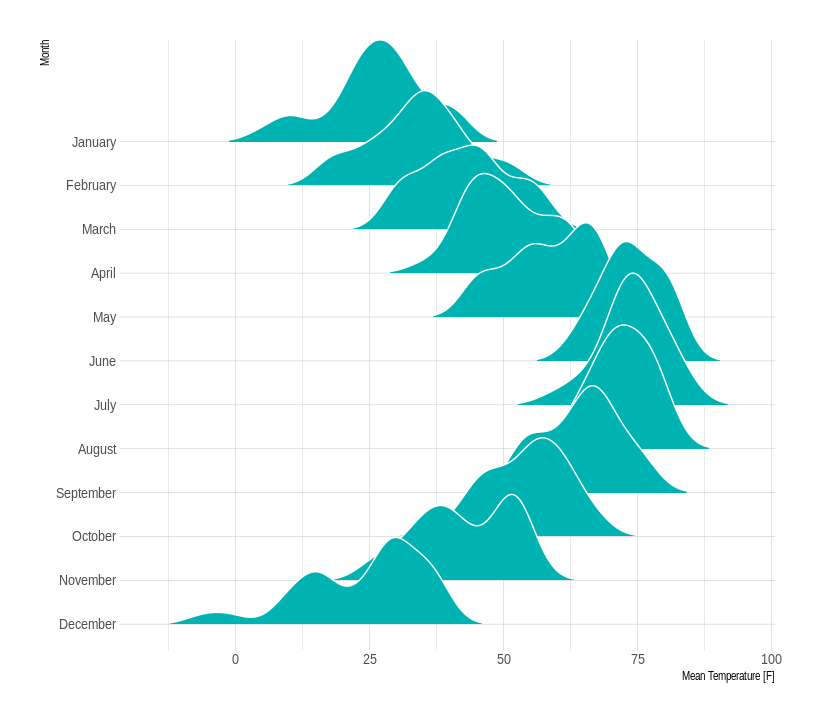 Month
January
February
March
April
May
June
July
August
September
October
November
December
0 25 50 75 100
Mean Temperature [F]